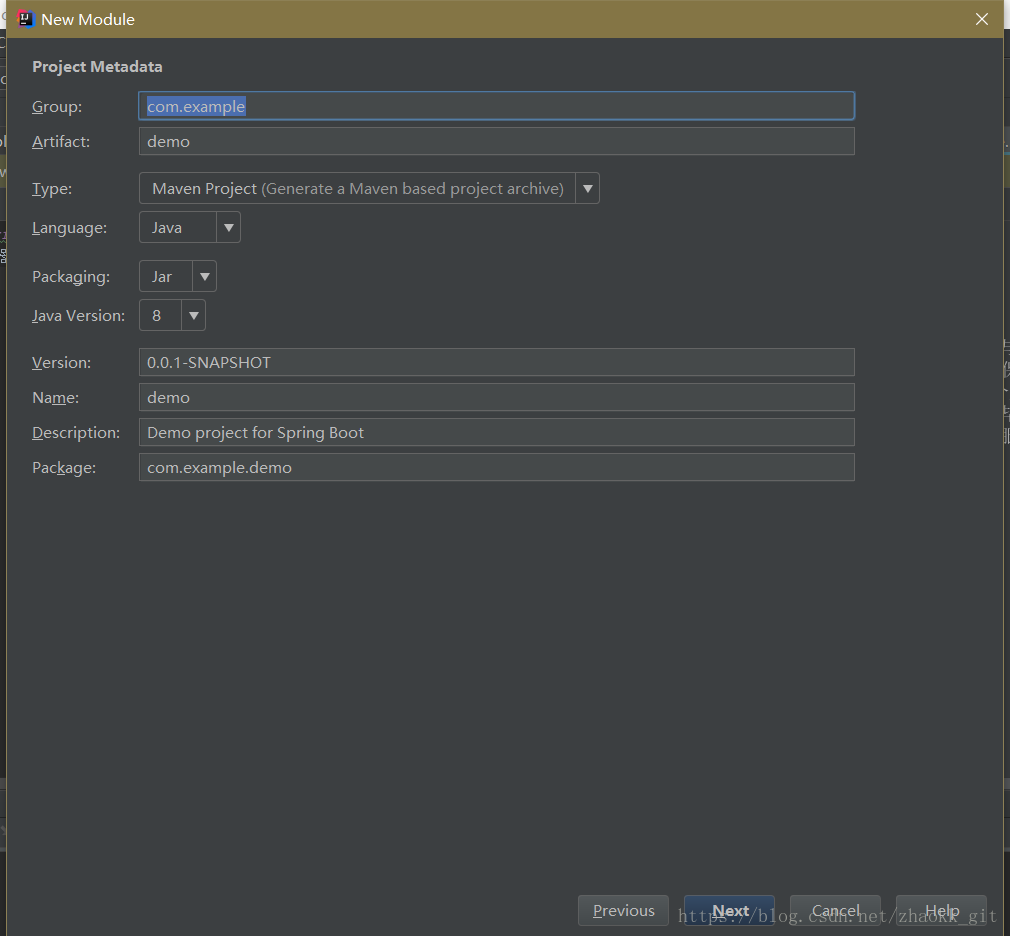 New Module
Project Metadata
Group: com.example
Artifact: demo
Type: Maven Project (Generate a Maven based project archive)
Language: Java
Packaging: Jar
Java Version: 8
Version: 0.0.1-SNAPSHOT
Name: demo
Description: Demo project for Spring Boot
Package: com.example.demo
Previous Next Cancel Help
https://blog.csdn.net/zhaokk_git